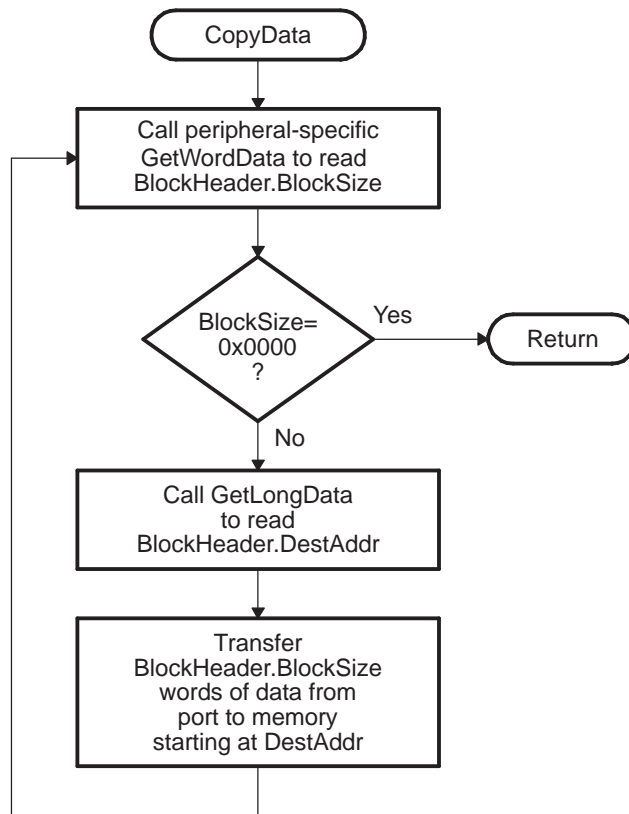 CopyData
Call peripheral-specific
GetWordData to read
BlockHeader.BlockSize
BlockSize=
0x0000
?
Yes
Return
No
Call GetLongData
to read
BlockHeader.DestAddr
Transfer
BlockHeader.BlockSize
words of data from
port to memory
starting at DestAddr